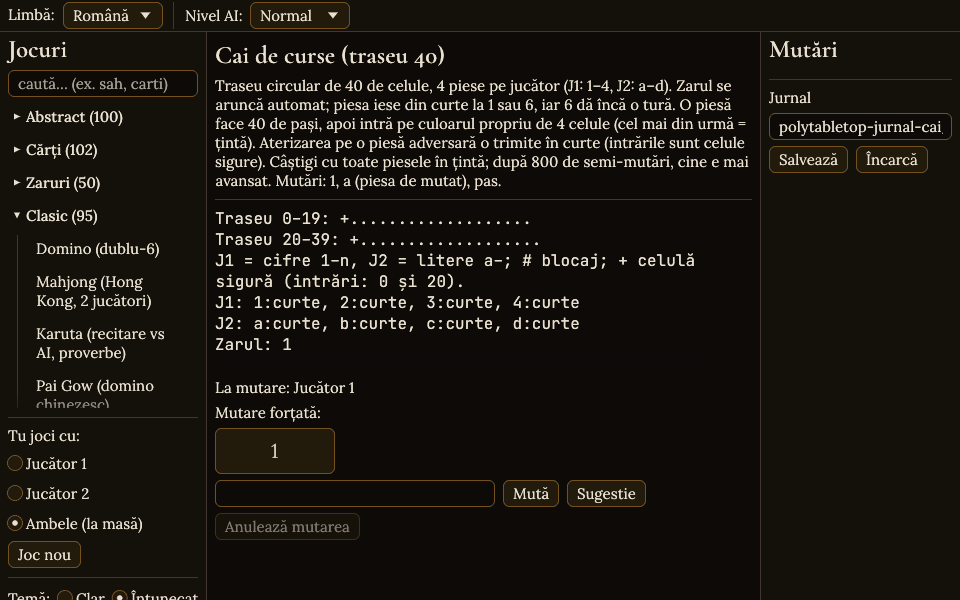 Limbă: Română Nivel AI: Normal
Jocuri
caută... (ex. sah, carti)
Abstract (100)
Cărți (102)
Zaruri (50)
Clasic (95)
Domino (dublu-6)
Mahjong (Hong
Kong, 2 jucători)
Karuta (recitare vs
AI, proverbe)
Pai Gow (domino
chinezesc)
Tu joci cu:
Jucător 1
Jucător 2
Ambele (la masă)
Joc nou
Temă: Clar Întunecat
Cai de curse (traseu 40)
Traseu circular de 40 de celule, 4 piese pe jucător (J1: 1–4, J2: a–d). Zarul se
aruncă automat; piesa iese din curte la 1 sau 6, iar 6 dă încă o tură. O piesă
face 40 de pași, apoi intră pe culoarul propriu de 4 celule (cel mai din urmă =
țintă). Aterizarea pe o piesă adversară o trimite în curte (intrările sunt celule
sigure). Câștigi cu toate piesele în țintă; după 800 de semi-mutări, cine e mai
avansat. Mutări: 1, a (piesa de mutat), pas.
Traseu 0–19: +...................
Traseu 20–39: +...................
J1 = cifre 1-n, J2 = litere a-; # blocaj; + celulă
sigură (intrări: 0 și 20).
J1: 1:curte, 2:curte, 3:curte, 4:curte
J2: a:curte, b:curte, c:curte, d:curte
Zarul: 1
La mutare: Jucător 1
Mutare forțată:
1
Mută Sugestie
Anulează mutarea
Mutări
Jurnal
polytabletop-jurnal-cai
Salvează Încarcă